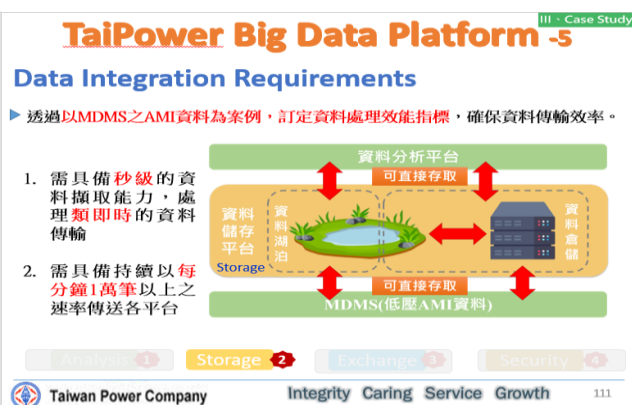 III、Case Study
TaiPower Big Data Platform -5
Data Integration Requirements
透過以MDMS之AMI資料為案例，訂定資料處理效能指標，確保資料傳輸效率。
1. 需具備秒級的資
料擷取能力，處
理類即時的資料
傳輸
2. 需具備持續以每
分鐘1萬筆以上之
速率傳送各平台
資料分析平台
可直接存取
資料
儲存
平台
Storage
資料湖泊
資料倉儲
可直接存取
MDMS(低壓AMI資料)
Analysis 1
Storage 2
Exchange 3
Security 4
Taiwan Power Company
Integrity Caring Service Growth
111